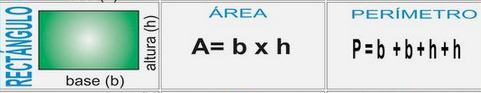 RECTÁNGULO
altura (h)
base (b)
ÁREA
A= b x h
PERÍMETRO
P=b+b+h+h